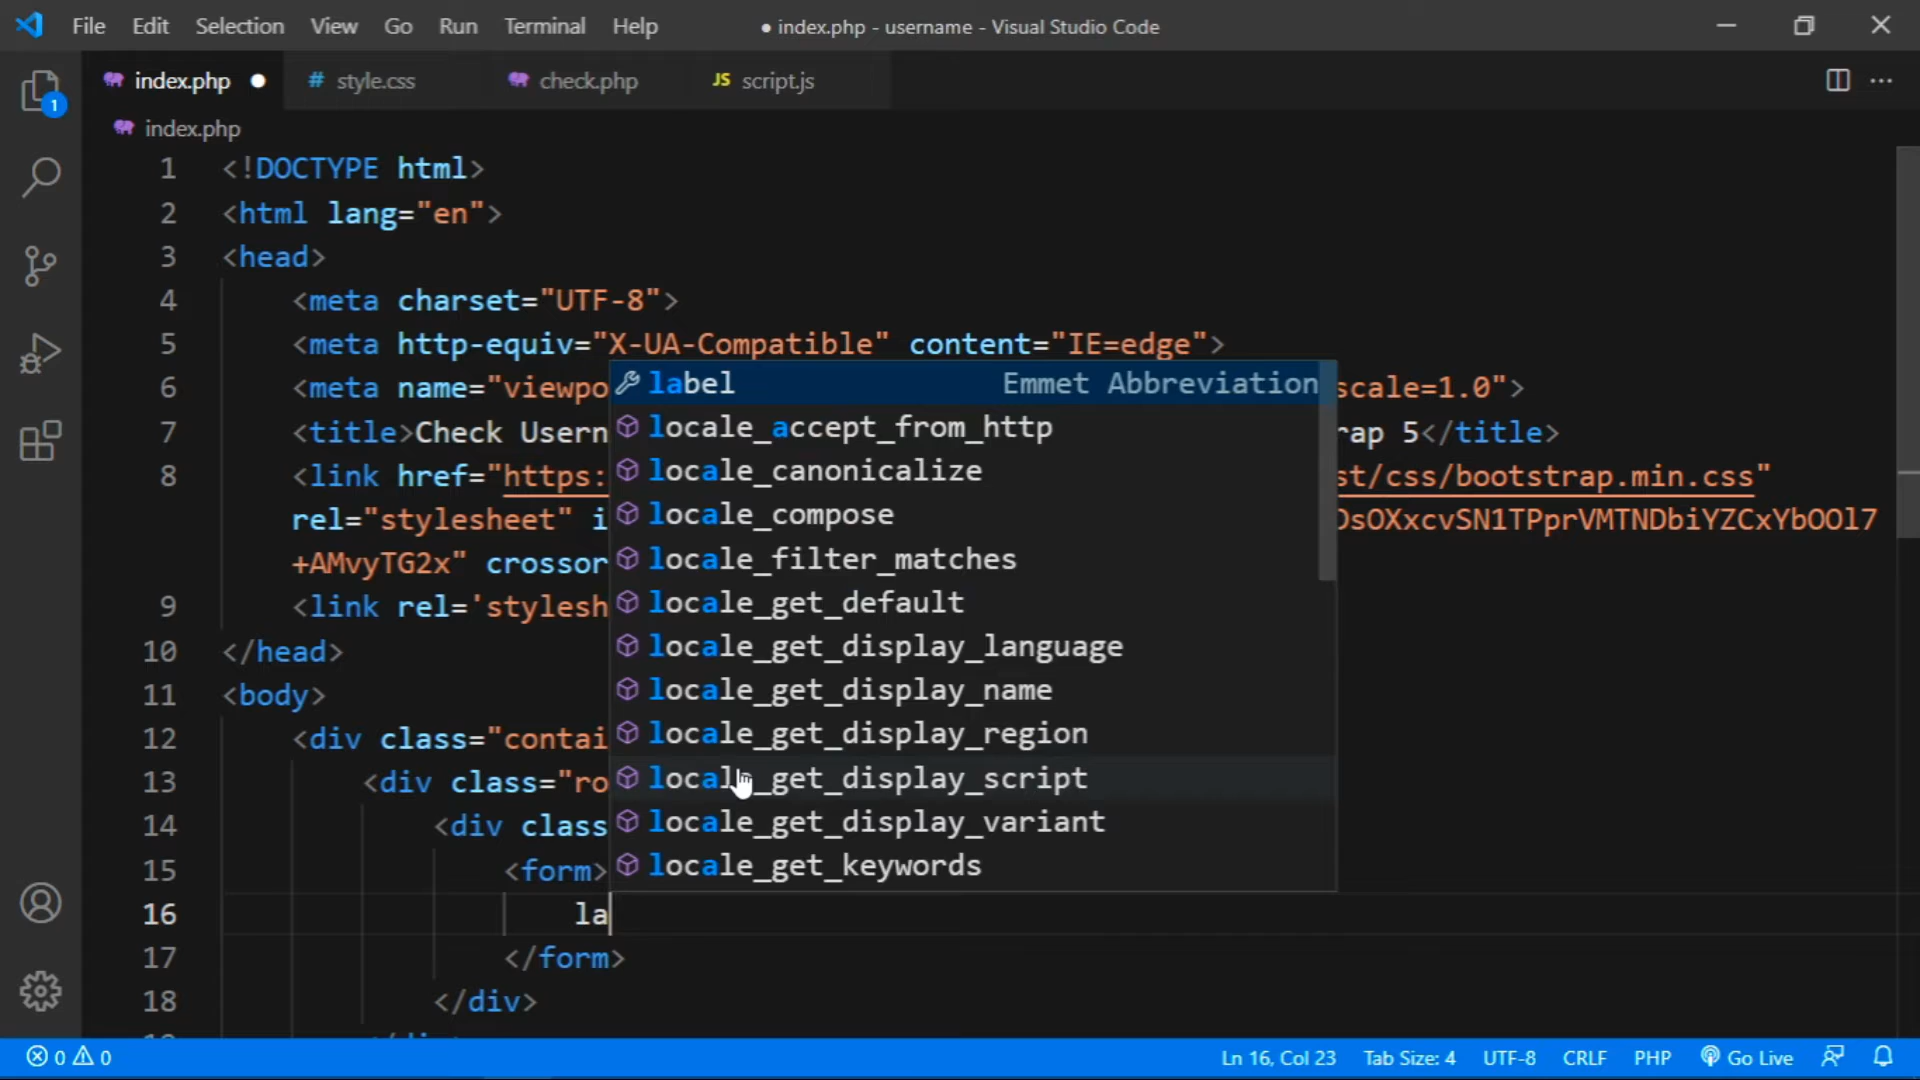 File Edit Selection View Go Run Terminal Help ● index.php - username - Visual Studio Code
index.php ● # style.css check.php JS script.js
1
index.php
1 <!DOCTYPE html>
2 <html lang="en">
3 <head>
4 <meta charset="UTF-8">
5 <meta http-equiv="X-UA-Compatible" content="IE=edge">
6 <meta name="viewpo scale=1.0">
7 <title>Check Usern rap 5</title>
8 <link href="https: st/css/bootstrap.min.css"
rel="stylesheet" i OsOXxcvSN1TPprVMTNDbiYZCxYbOOl7
+AMvyTG2x" crossor
9 <link rel='stylesh
10 </head>
11 <body>
12 <div class="contai
13 <div class="ro
14 <div class
15 <form>
16 la
17 </form>
18 </div>
label Emmet Abbreviation
locale_accept_from_http
locale_canonicalize
locale_compose
locale_filter_matches
locale_get_default
locale_get_display_language
locale_get_display_name
locale_get_display_region
locale_get_display_script
locale_get_display_variant
locale_get_keywords
0 0 Ln 16, Col 23 Tab Size: 4 UTF-8 CRLF PHP Go Live